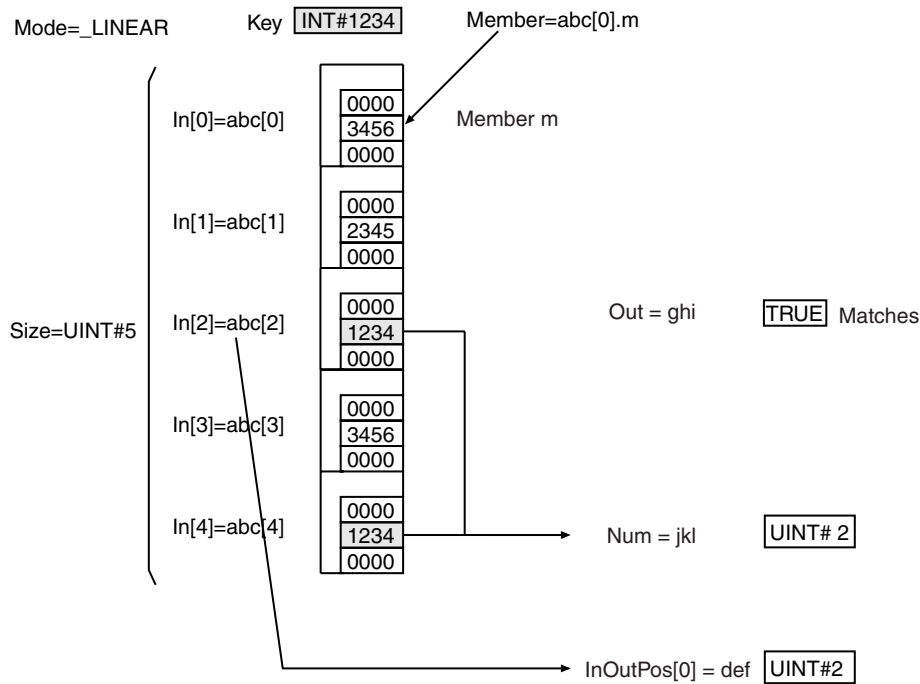 Mode=_LINEAR Key INT#1234 Member=abc[0].m
In[0]=abc[0] 0000
3456 Member m
0000
In[1]=abc[1] 0000
2345
0000
Size=UINT#5 In[2]=abc[2] 0000 Out = ghi TRUE Matches
1234
0000
In[3]=abc[3] 0000
3456
0000
In[4]=abc[4] 0000
1234 Num = jkl UINT# 2
0000
InOutPos[0] = def UINT#2